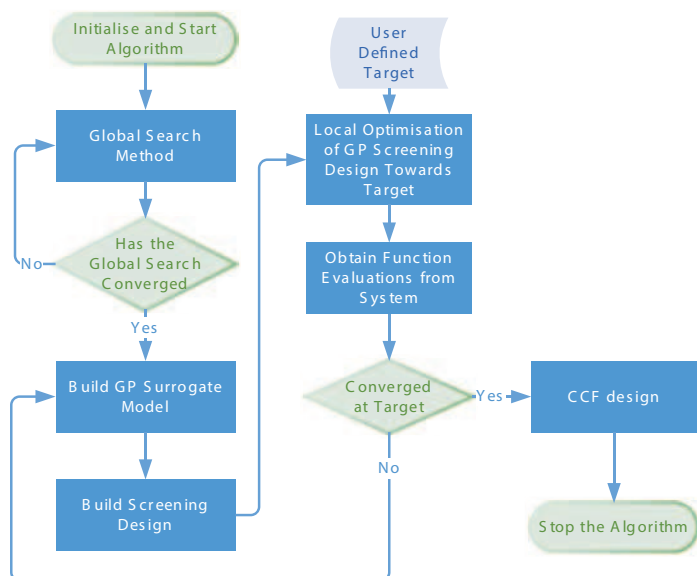 Initialise and Start
Algorithm
Global Search
Method
Has the
Global Search
Converged
No
Yes
Build GP Surrogate
Model
Build Screening
Design
User
Defined
Target
Local Optimisation
of GP Screening
Design Towards
Target
Obtain Function
Evaluations from
System
Converged
at Target
Yes
No
CCF design
Stop the Algorithm